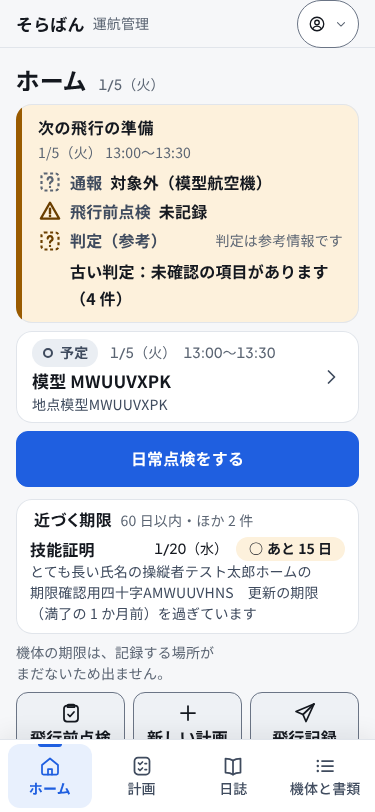 そらばん 運航管理
ホーム 1/5（火）
次の飛行の準備
1/5（火） 13:00〜13:30
通報 対象外（模型航空機）
飛行前点検 未記録
判定（参考） 判定は参考情報です
古い判定：未確認の項目があります
（4 件）
予定 1/5（火） 13:00〜13:30
模型 MWUUVXPK
地点模型MWUUVXPK
日常点検をする
近づく期限 60 日以内・ほか 2 件
技能証明 1/20（水） あと 15 日
とても長い氏名の操縦者テスト太郎ホームの
期限確認用四十字AMWUUVHNS 更新の期限
（満了の 1 か月前）を過ぎています
機体の期限は、記録する場所が
まだないため出ません。
飛行前点検 新しい計画 飛行記録
ホーム 計画 日誌 機体と書類